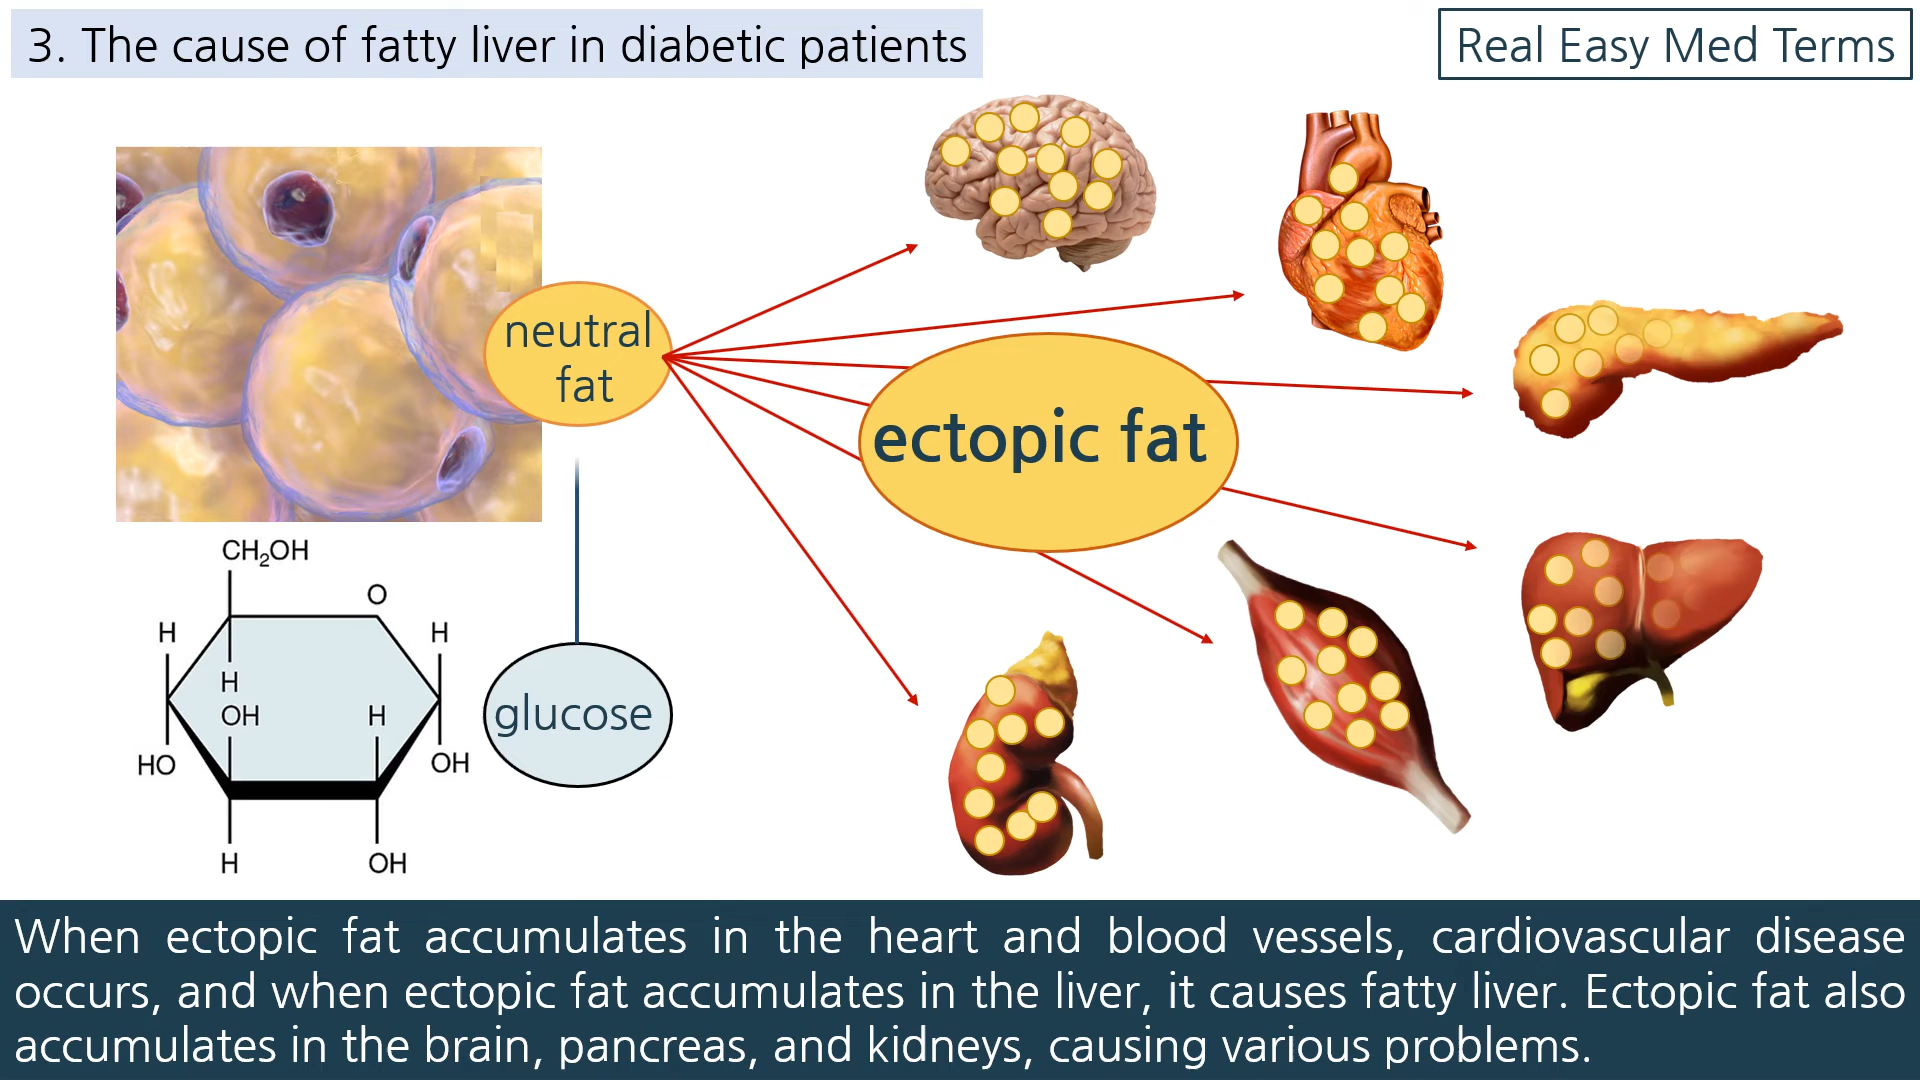 3. The cause of fatty liver in diabetic patients
Real Easy Med Terms
neutral
fat
ectopic fat
CH₂OH
O
H
H
H
OH
H
HO
OH
H
OH
glucose
When ectopic fat accumulates in the heart and blood vessels, cardiovascular disease
occurs, and when ectopic fat accumulates in the liver, it causes fatty liver. Ectopic fat also
accumulates in the brain, pancreas, and kidneys, causing various problems.